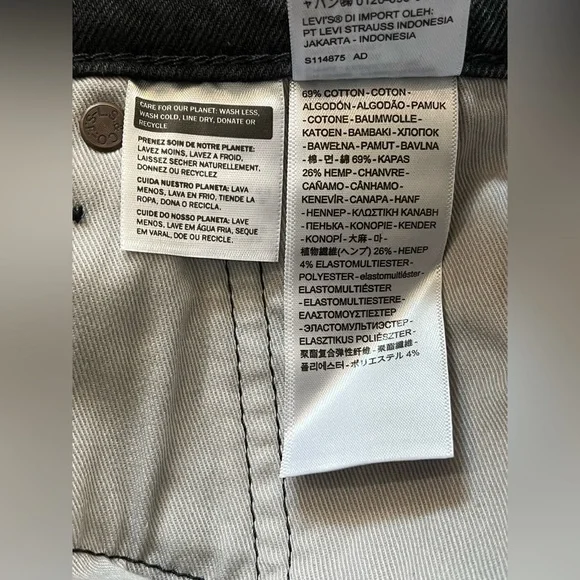 0120
LEVI'S® DI IMPORT OLEH:
PT LEVI STRAUSS INDONESIA
JAKARTA - INDONESIA
S114875 AD
CARE FOR OUR PLANET: WASH LESS,
WASH COLD, LINE DRY, DONATE OR
RECYCLE
PRENEZ SOIN DE NOTRE PLANETE:
LAVEZ MOINS, LAVEZ A FROID,
LAISSEZ SECHER NATURELLEMENT,
DONNEZ OU RECYCLEZ
CUIDA NUESTRO PLANETA: LAVA
MENOS, LAVA EN FRIO, TIENDE LA
ROPA, DONA O RECICLA.
CUIDE DO NOSSO PLANETA: LAVE
MENOS, LAVE EM ÁGUA FRIA, SEQUE
EM VARAL, DOE OU RECICLE.
69% COTTON - COTON -
ALGODÓN - ALGODÃO - PAMUK
- COTONE - BAUMWOLLE -
KATOEN - BAMBAKI - ХЛОПОК
- BAWEŁNA - PAMUT - BAVLNA
- 棉 - 면 - 綿 69% - KAPAS
26% HEMP - CHANVRE -
CAÑAMO - CÂNHAMO -
KENEVİR - CANAPA - HANF
- HENNEP - ΚΛΩΣΤΙΚΗ ΚΑΝΑΒΗ
- ПЕНЬКА - KONOPIE - KENDER
- KONOPÍ - 大麻 - 마 -
植物繊維(ヘンプ) 26% - HENEP
4% ELASTOMULTIESTER -
POLYESTER - elastomultiéster
- ELASTOMULTIÉSTER
- ELASTOMULTIESTERE -
ΕΛΑΣΤΟΜΟΥΣΤΙΕΣΤΕΡ
- ЭЛАСТОМУЛЬТИЭСТЕР -
ELASZTIKUS POLIÉSZTER -
聚酯复合弹性纤维 - 聚酯纖維 -
폴리에스터 - ポリエステル 4%